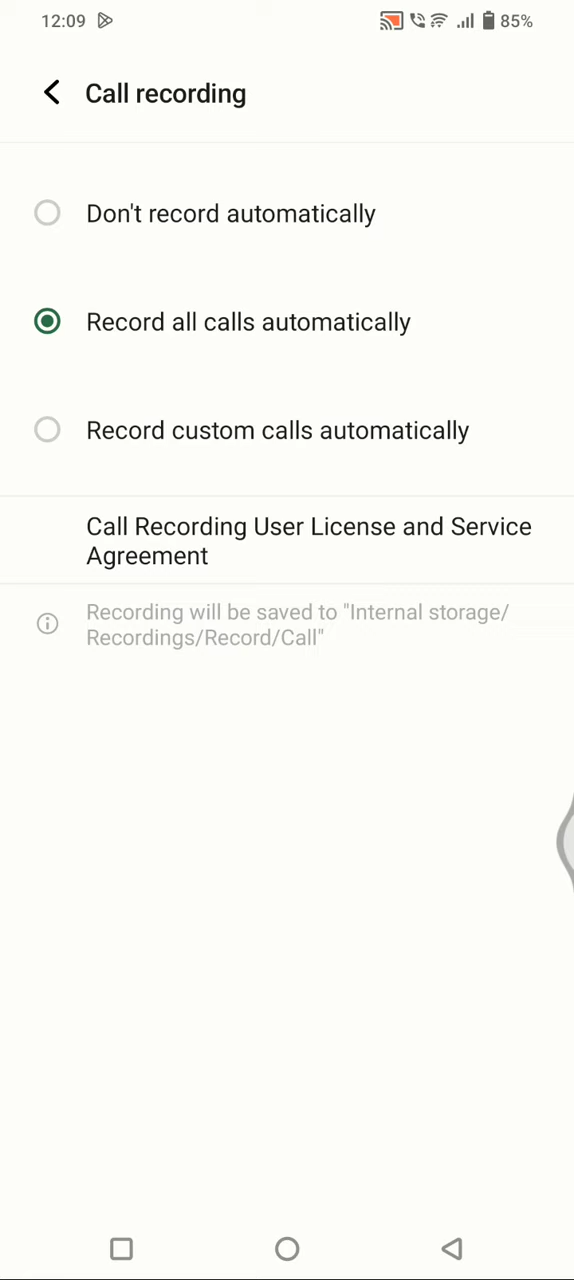 12:09
85%
Call recording
Don't record automatically
Record all calls automatically
Record custom calls automatically
Call Recording User License and Service
Agreement
Recording will be saved to "Internal storage/
Recordings/Record/Call"